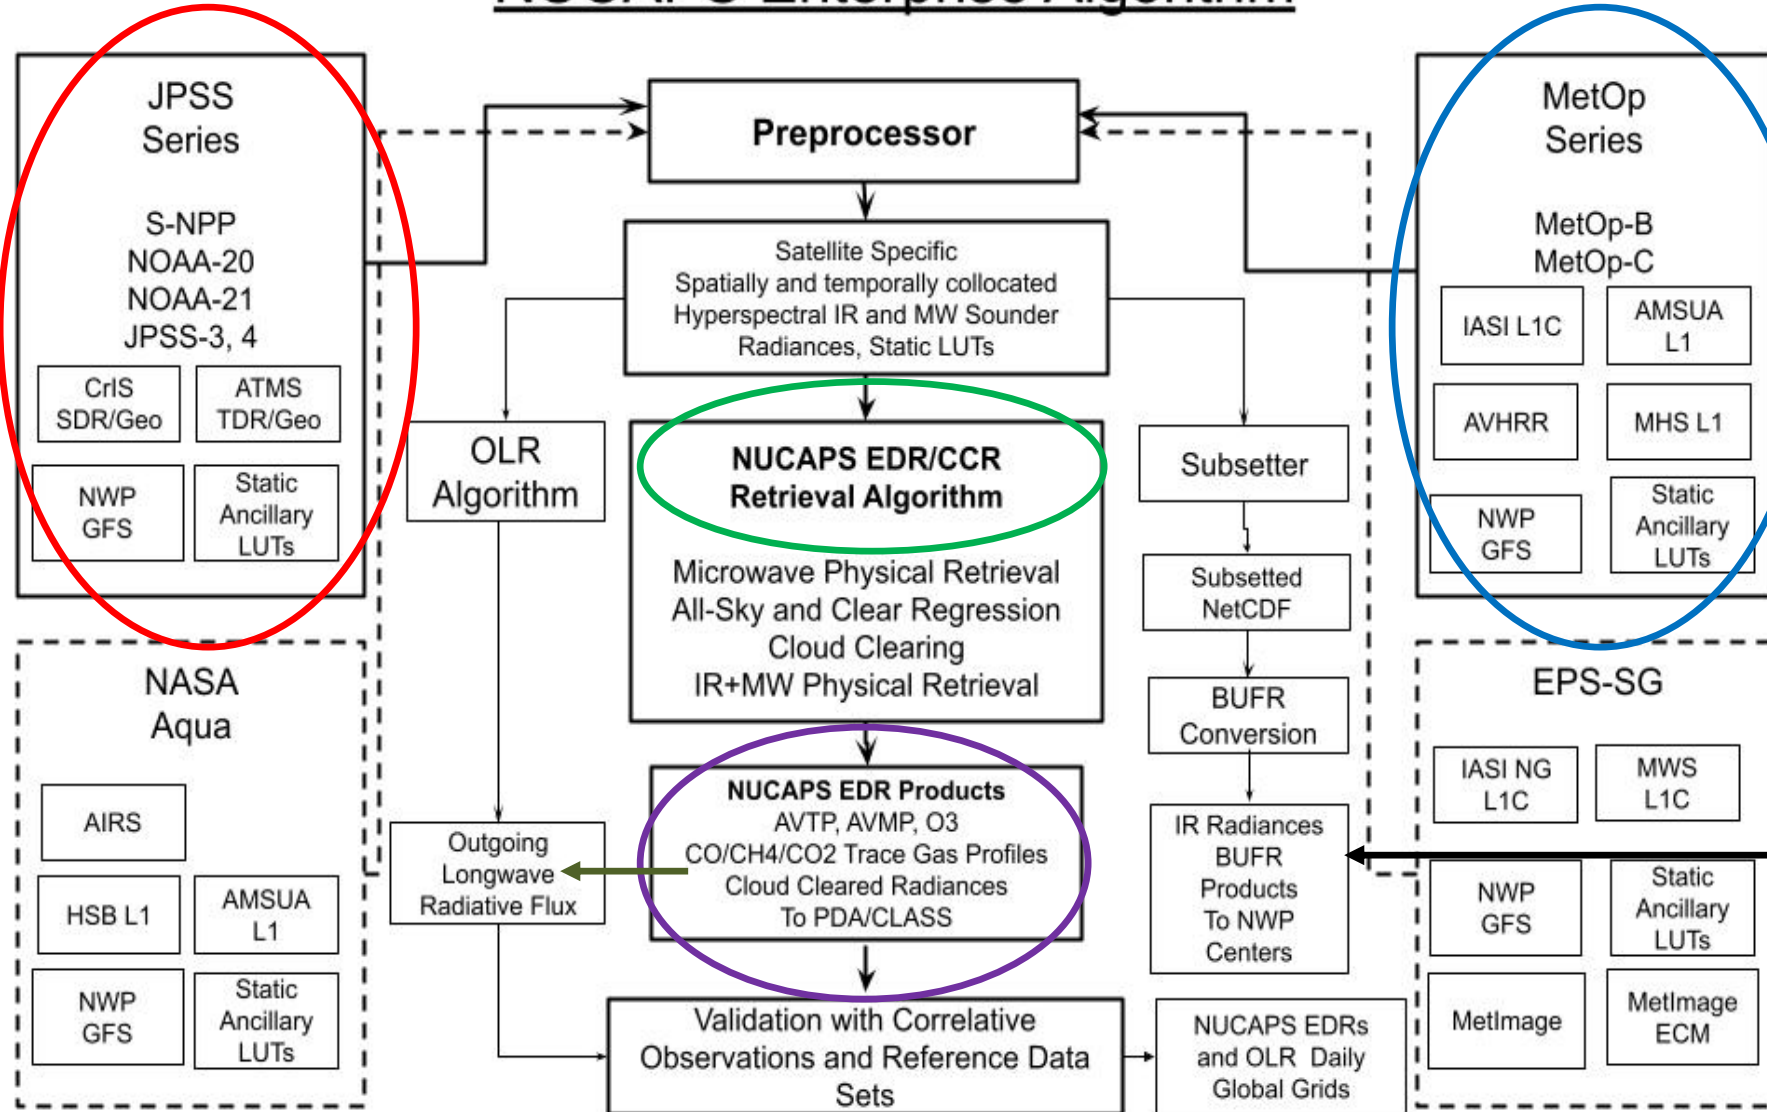 NUCAPS Enterprise Algorithm
JPSS
Series
S-NPP
NOAA-20
NOAA-21
JPSS-3, 4
CrIS
SDR/Geo
ATMS
TDR/Geo
NWP
GFS
Static
Ancillary
LUTs
NASA
Aqua
AIRS
HSB L1
AMSUA
L1
NWP
GFS
Static
Ancillary
LUTs
Preprocessor
Satellite Specific
Spatially and temporally collocated
Hyperspectral IR and MW Sounder
Radiances, Static LUTs
OLR
Algorithm
NUCAPS EDR/CCR
Retrieval Algorithm
Microwave Physical Retrieval
All-Sky and Clear Regression
Cloud Clearing
IR+MW Physical Retrieval
Subsetter
Subsetted
NetCDF
BUFR
Conversion
Outgoing
Longwave
Radiative Flux
NUCAPS EDR Products
AVTP, AVMP, O3
CO/CH4/CO2 Trace Gas Profiles
Cloud Cleared Radiances
To PDA/CLASS
IR Radiances
BUFR
Products
To NWP
Centers
Validation with Correlative
Observations and Reference Data
Sets
NUCAPS EDRs
and OLR Daily
Global Grids
MetOp
Series
MetOp-B
MetOp-C
IASI L1C
AMSUA
L1
AVHRR
MHS L1
NWP
GFS
Static
Ancillary
LUTs
EPS-SG
IASI NG
L1C
MWS
L1C
NWP
GFS
Static
Ancillary
LUTs
MetImage
MetImage
ECM